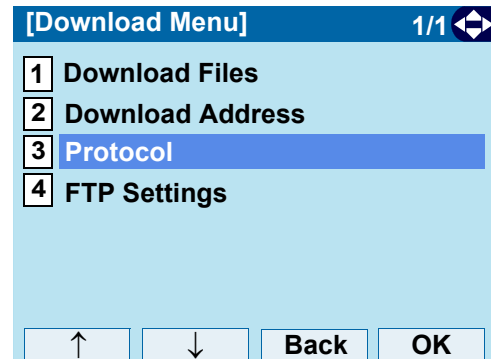 [Download Menu] 1/1
1 Download Files
2 Download Address
3 Protocol
4 FTP Settings
↑ ↓ Back OK